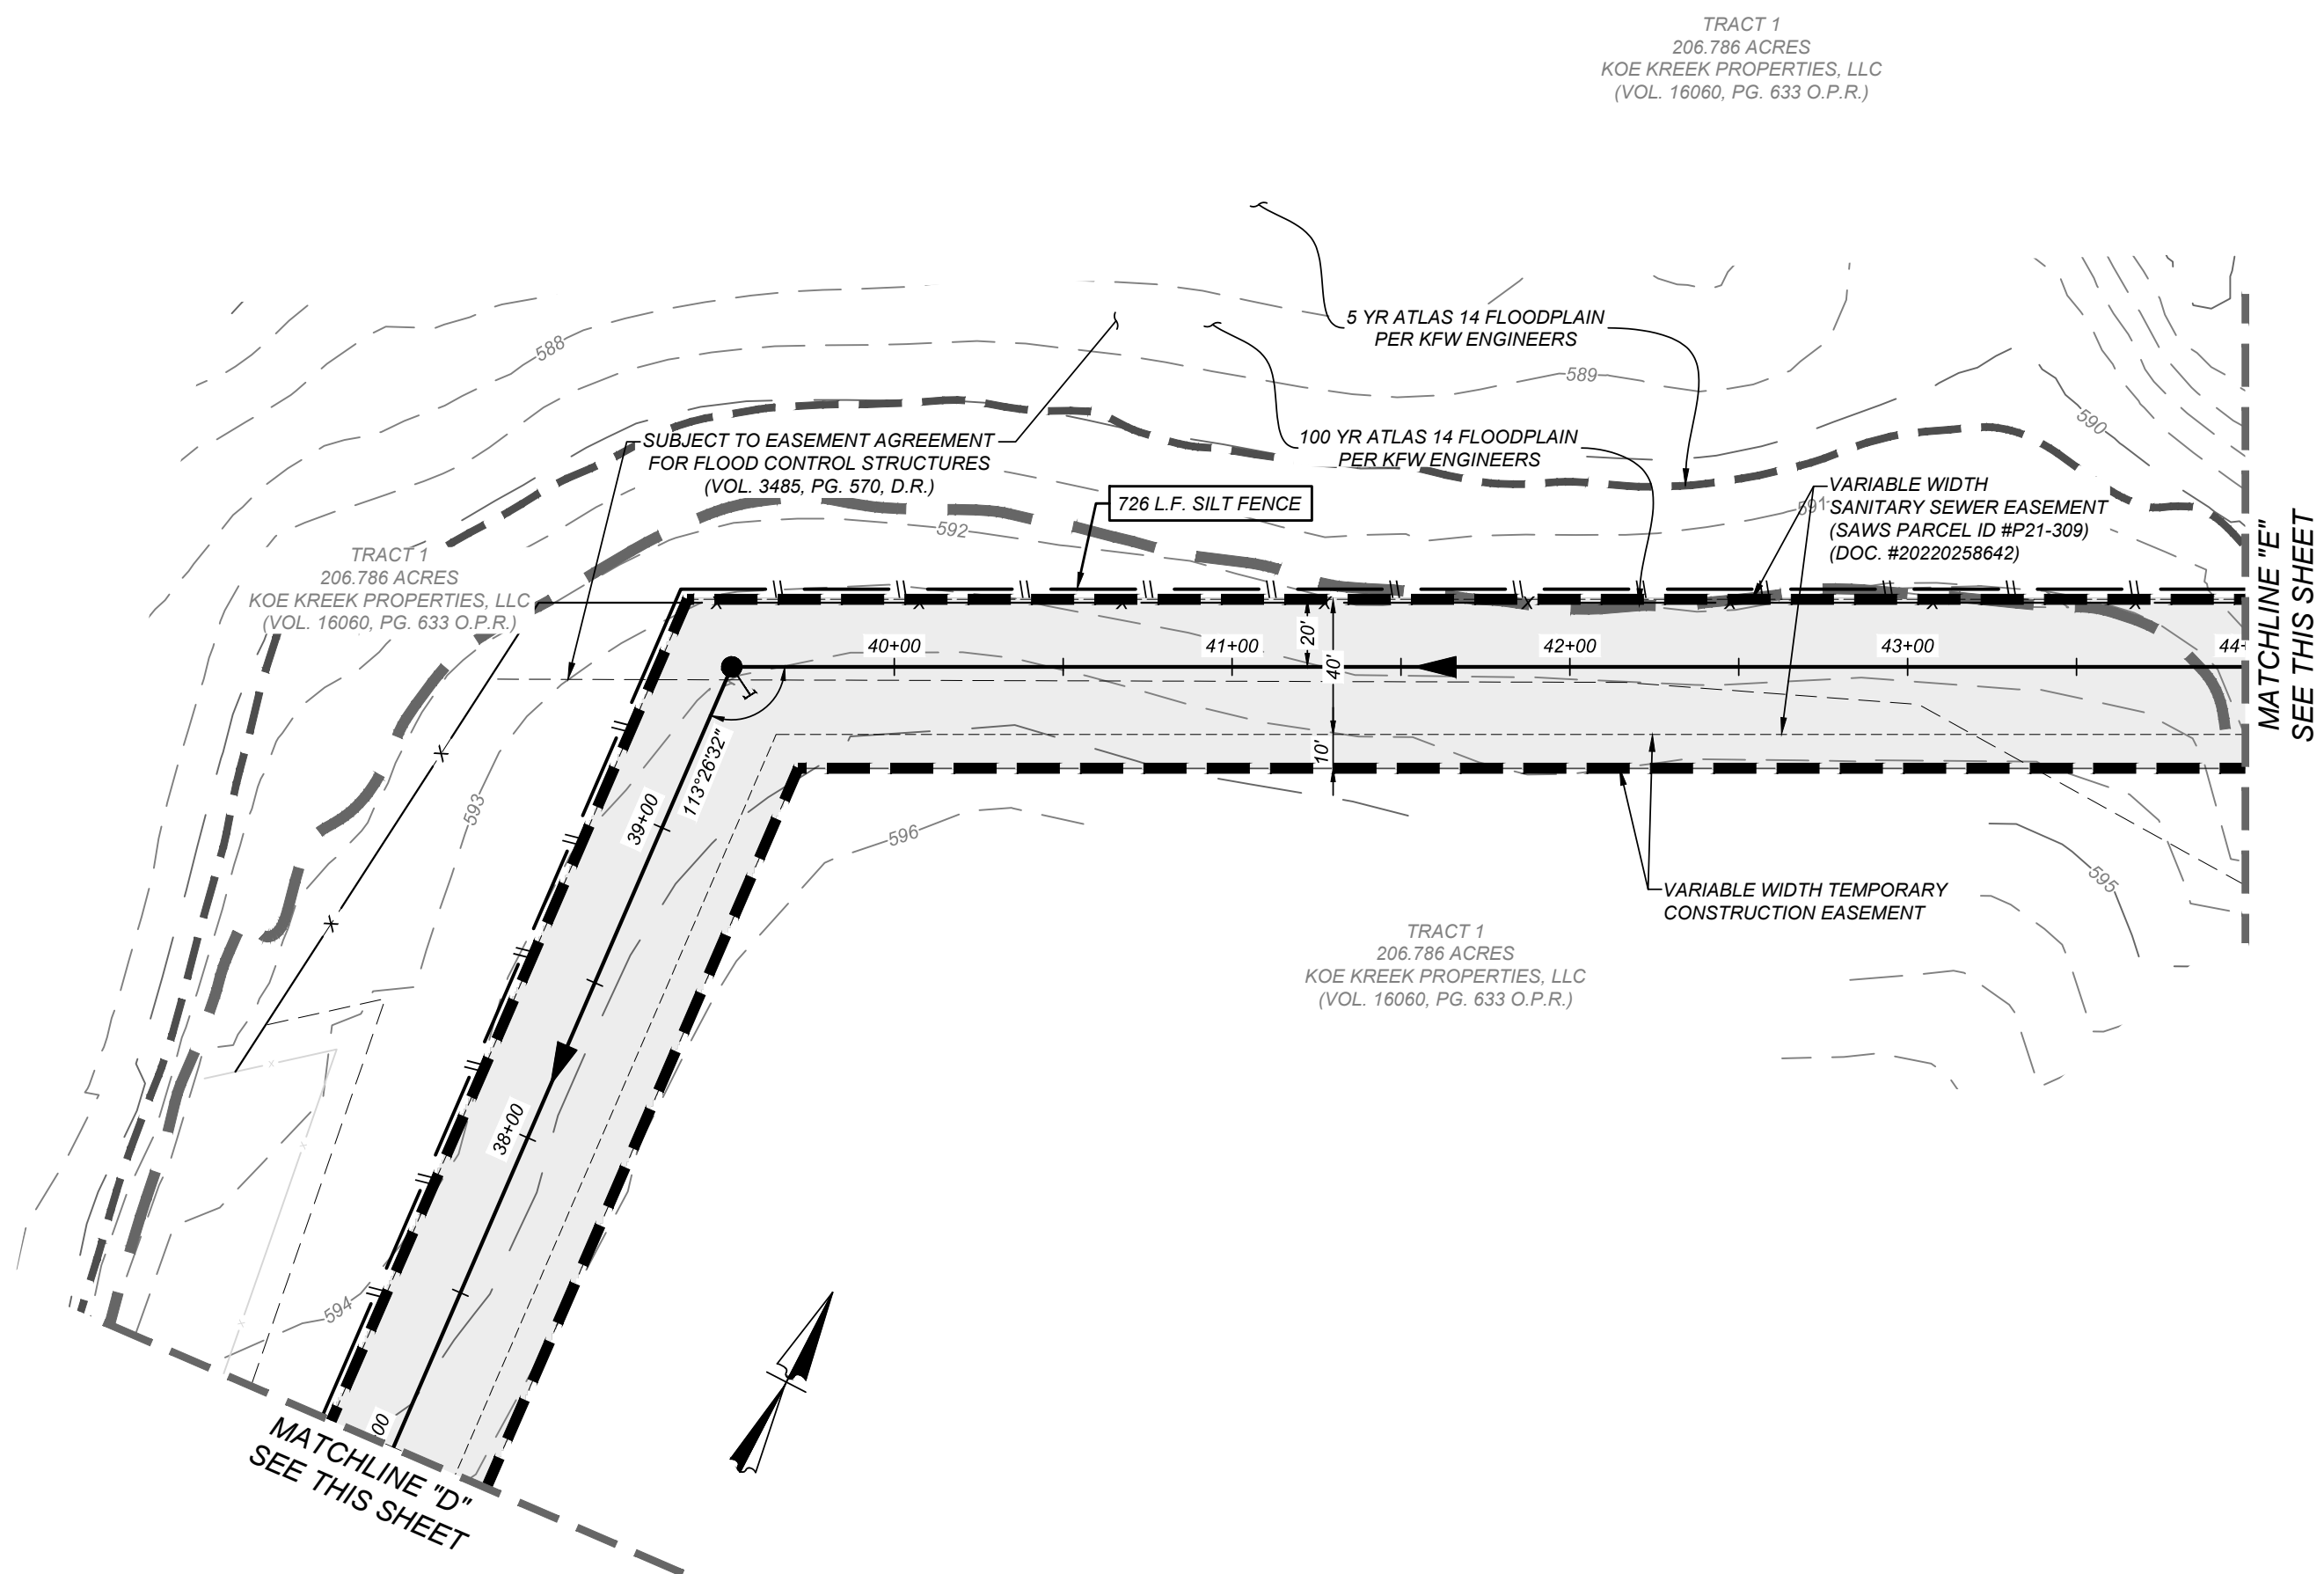 TRACT 1
206.786 ACRES
KOE KREEK PROPERTIES, LLC
(VOL. 16060, PG. 633 O.P.R.)
5 YR ATLAS 14 FLOODPLAIN
PER KFW ENGINEERS
588
589
590
SUBJECT TO EASEMENT AGREEMENT
FOR FLOOD CONTROL STRUCTURES
(VOL. 3485, PG. 570, D.R.)
100 YR ATLAS 14 FLOODPLAIN
PER KFW ENGINEERS
726 L.F. SILT FENCE
591
VARIABLE WIDTH
SANITARY SEWER EASEMENT
(SAWS PARCEL ID #P21-309)
(DOC. #20220258642)
592
TRACT 1
206.786 ACRES
KOE KREEK PROPERTIES, LLC
(VOL. 16060, PG. 633 O.P.R.)
MATCHLINE "E"
SEE THIS SHEET
40+00
41+00
42+00
43+00
44+
20'
40'
10'
113°26'32"
39+00
593
596
595
VARIABLE WIDTH TEMPORARY
CONSTRUCTION EASEMENT
TRACT 1
206.786 ACRES
KOE KREEK PROPERTIES, LLC
(VOL. 16060, PG. 633 O.P.R.)
38+00
594
00
MATCHLINE "D"
SEE THIS SHEET